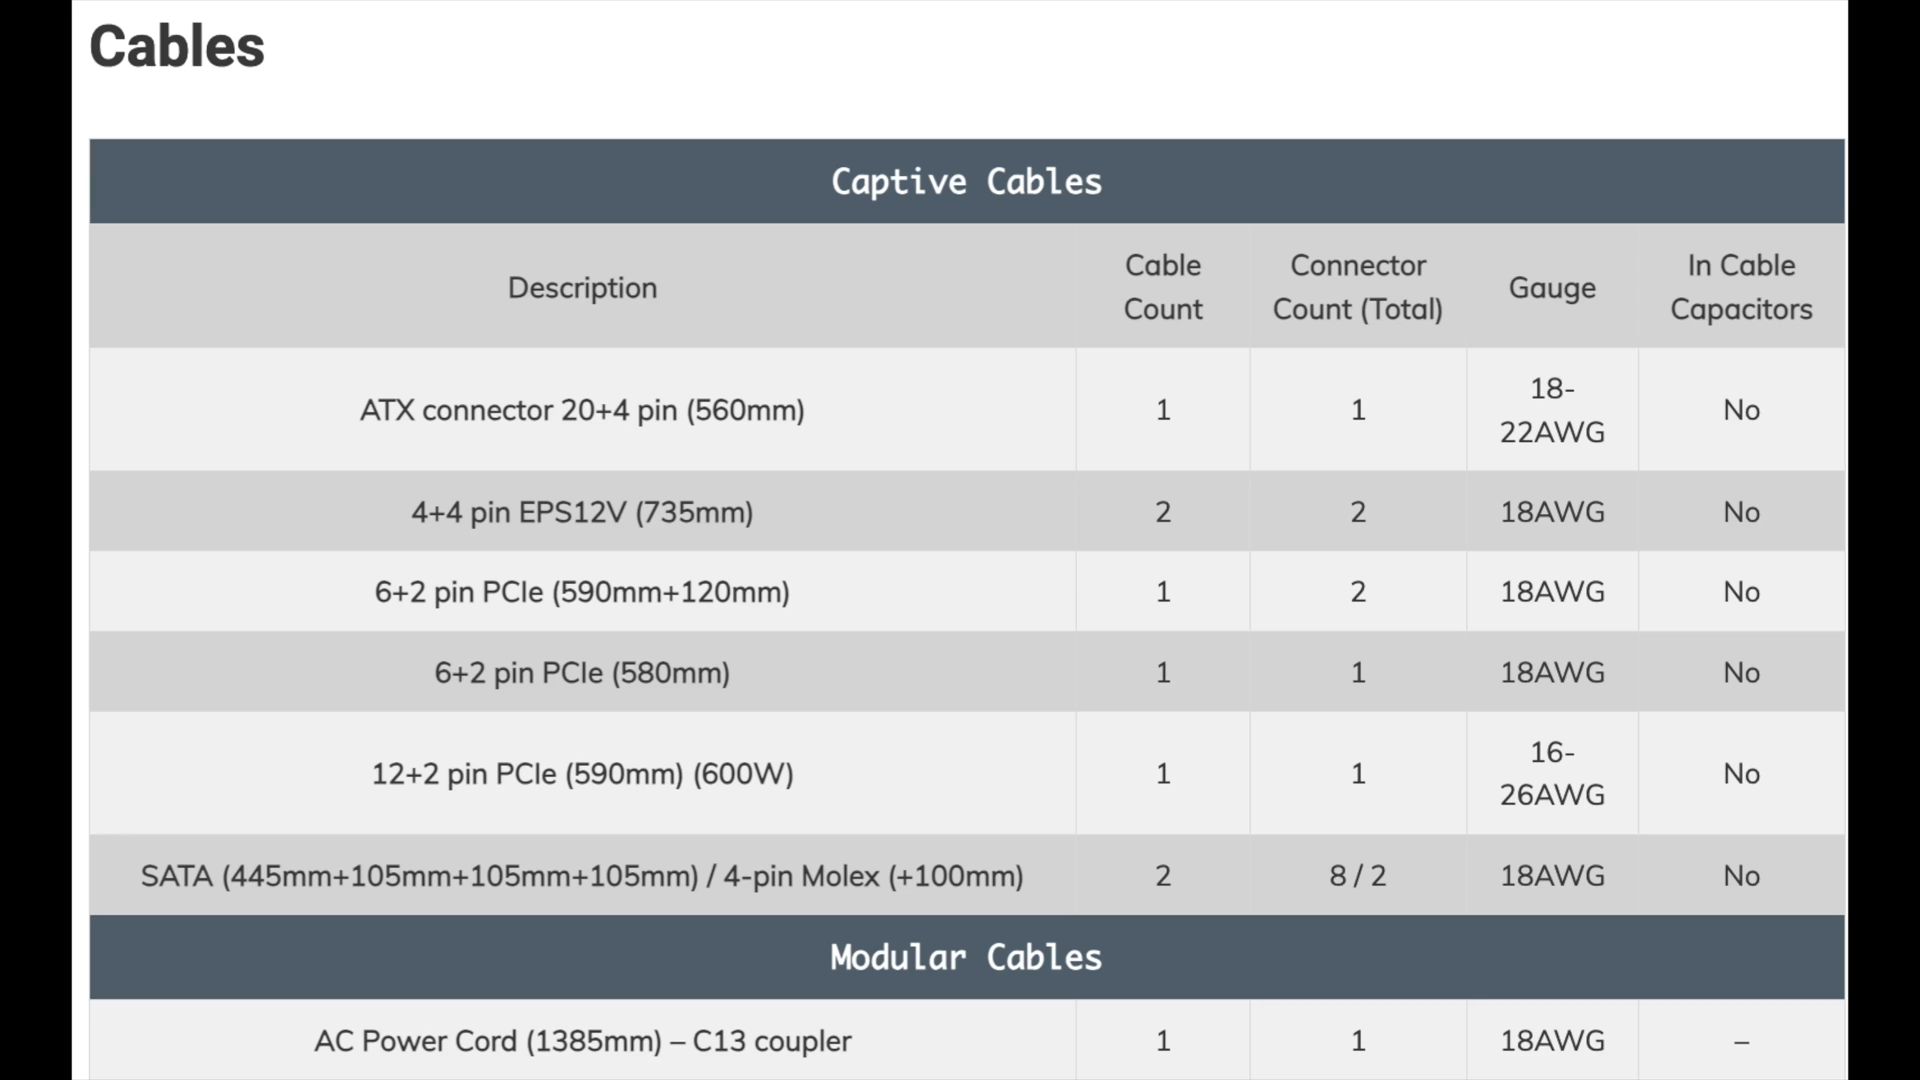 Cables
Captive Cables
Description Cable Count Connector Count (Total) Gauge In Cable Capacitors
ATX connector 20+4 pin (560mm) 1 1 18-22AWG No
4+4 pin EPS12V (735mm) 2 2 18AWG No
6+2 pin PCIe (590mm+120mm) 1 2 18AWG No
6+2 pin PCIe (580mm) 1 1 18AWG No
12+2 pin PCIe (590mm) (600W) 1 1 16-26AWG No
SATA (445mm+105mm+105mm+105mm) / 4-pin Molex (+100mm) 2 8 / 2 18AWG No
Modular Cables
AC Power Cord (1385mm) – C13 coupler 1 1 18AWG –